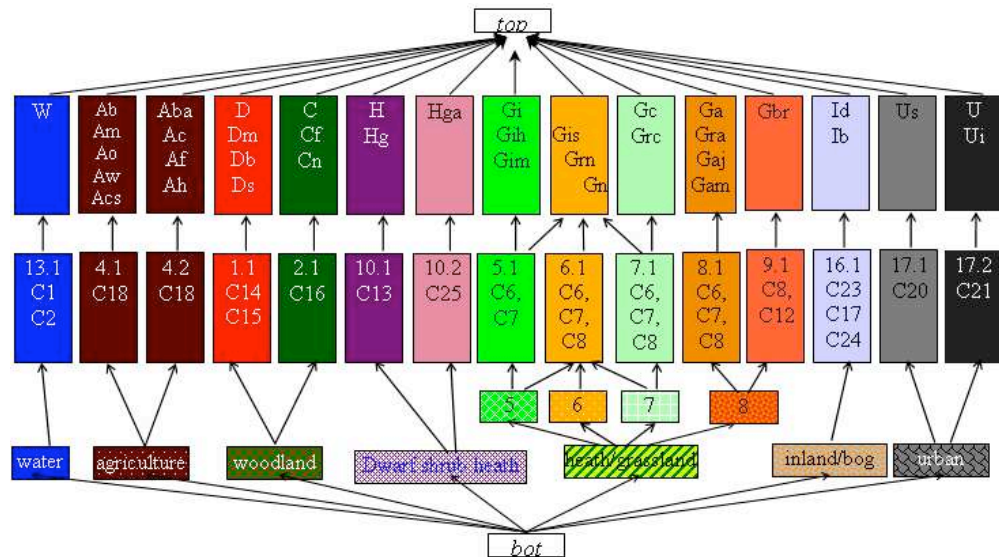 top
W
Ab
Am
Ao
Aw
Acs
Aba
Ac
Af
Ah
D
Dm
Db
Ds
C
Cf
Cn
H
Hg
Hga
Gi
Gih
Gim
Gis
Grn
Gn
Gc
Grc
Ga
Gra
Gaj
Gam
Gbr
Id
Ib
Us
U
Ui
13.1
C1
C2
4.1
C18
4.2
C18
1.1
C14
C15
2.1
C16
10.1
C13
10.2
C25
5.1
C6,
C7
6.1
C6,
C7,
C8
7.1
C6,
C7,
C8
8.1
C6,
C7,
C8
9.1
C8,
C12
16.1
C23
C17
C24
17.1
C20
17.2
C21
5
6
7
8
water
agriculture
woodland
Dwarf shrub heath
heath/grassland
inland/bog
urban
bot